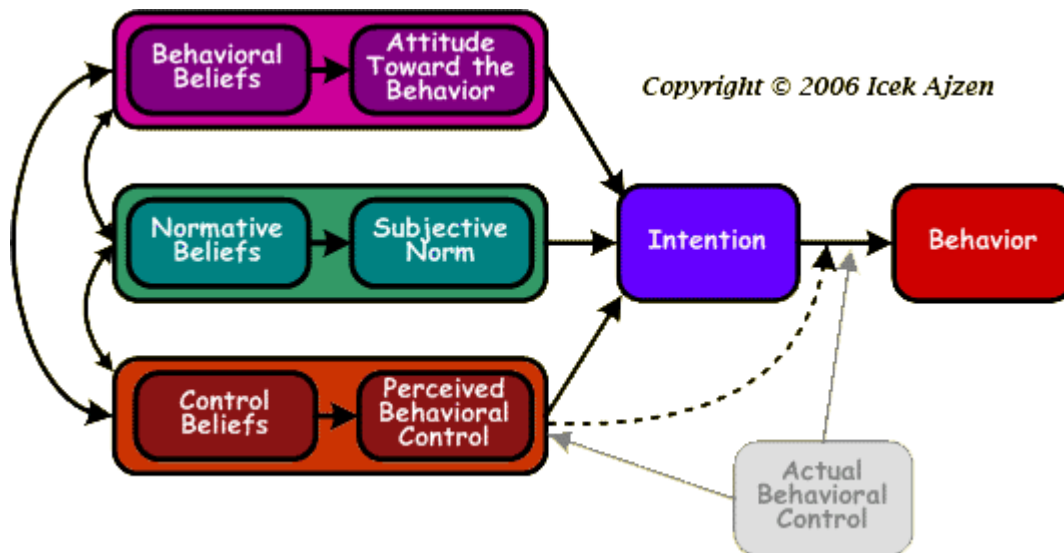 Behavioral
Beliefs
Attitude
Toward the
Behavior
Copyright © 2006 Icek Ajzen
Normative
Beliefs
Subjective
Norm
Intention
Behavior
Control
Beliefs
Perceived
Behavioral
Control
Actual
Behavioral
Control